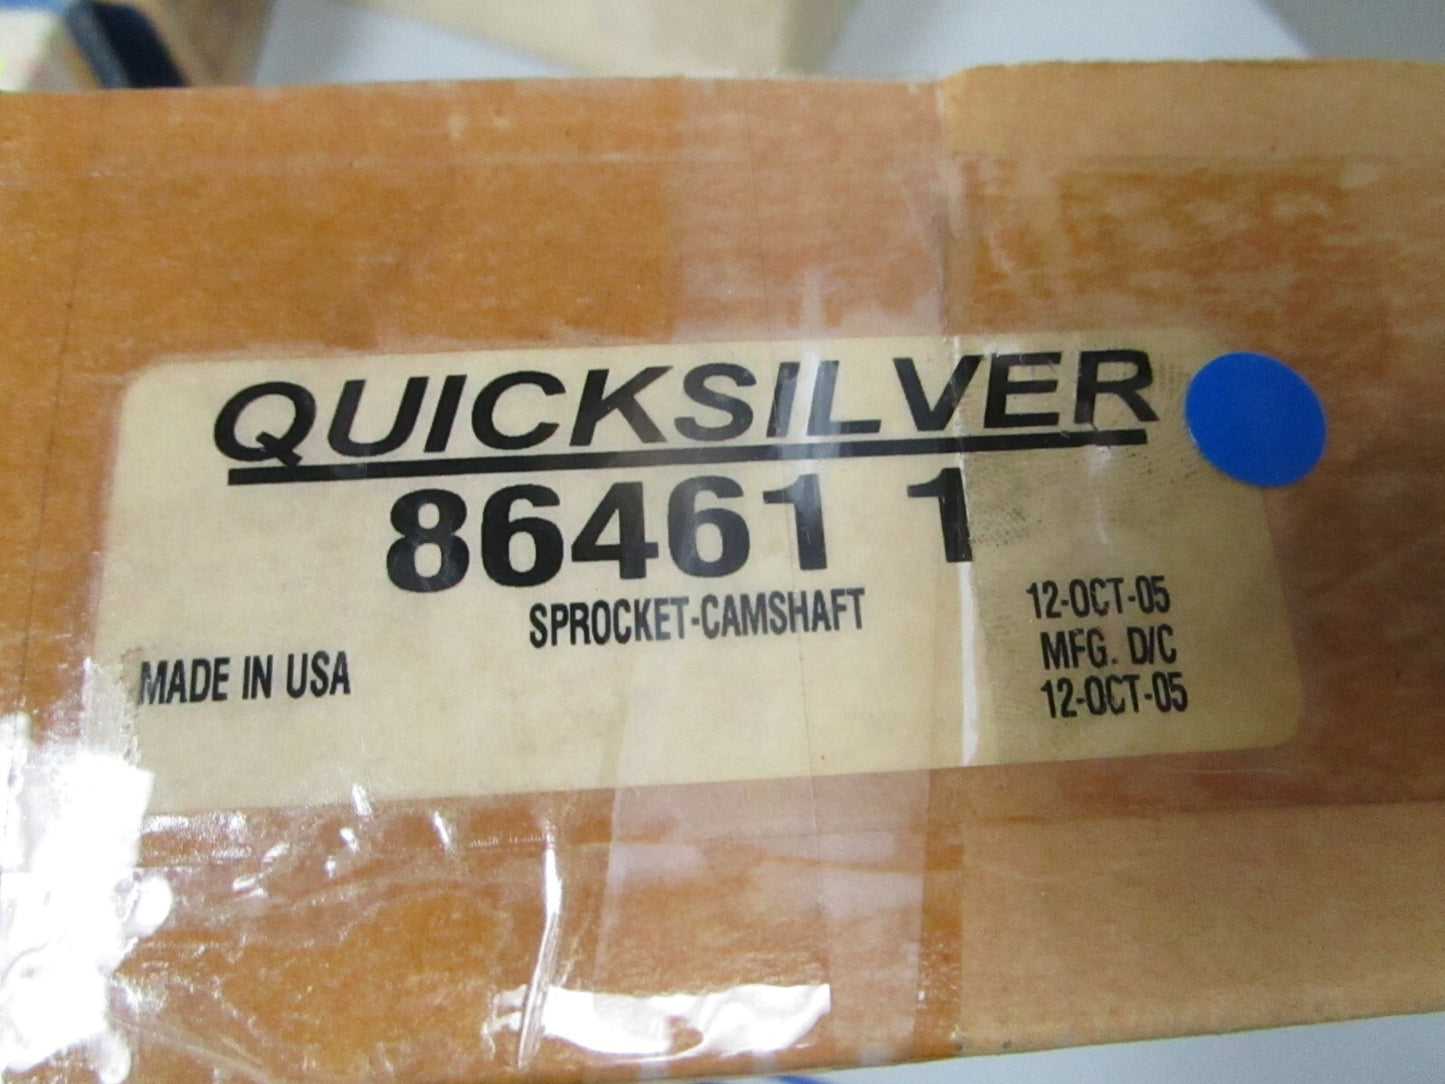 QUICKSILVER
86461 1
SPROCKET-CAMSHAFT
MADE IN USA
12-OCT-05
MFG. D/C
12-OCT-05